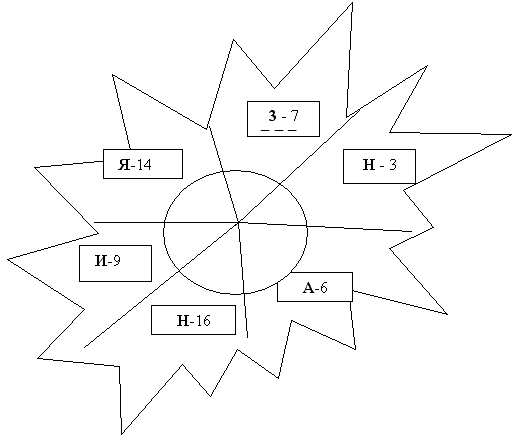 З - 7
_ _ _
Я-14
Н - 3
И-9
А-6
Н-16